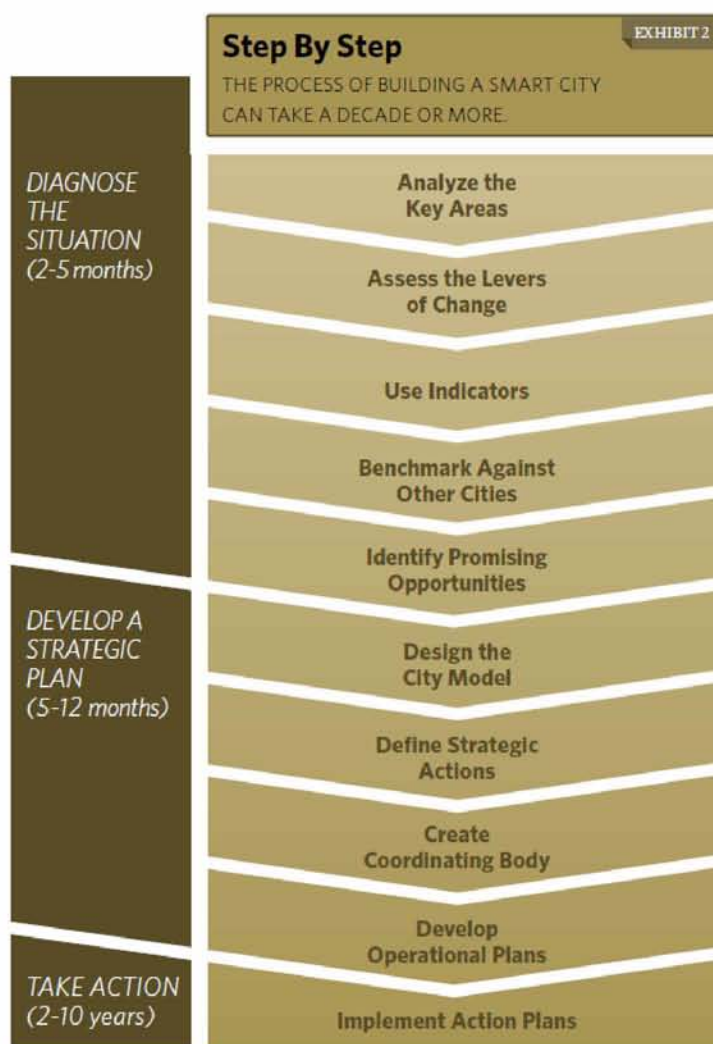 EXHIBIT 2
Step By Step
THE PROCESS OF BUILDING A SMART CITY
CAN TAKE A DECADE OR MORE.
DIAGNOSE
THE
SITUATION
(2-5 months)
Analyze the
Key Areas
Assess the Levers
of Change
Use Indicators
Benchmark Against
Other Cities
Identify Promising
Opportunities
DEVELOP A
STRATEGIC
PLAN
(5-12 months)
Design the
City Model
Define Strategic
Actions
Create
Coordinating Body
Develop
Operational Plans
TAKE ACTION
(2-10 years)
Implement Action Plans